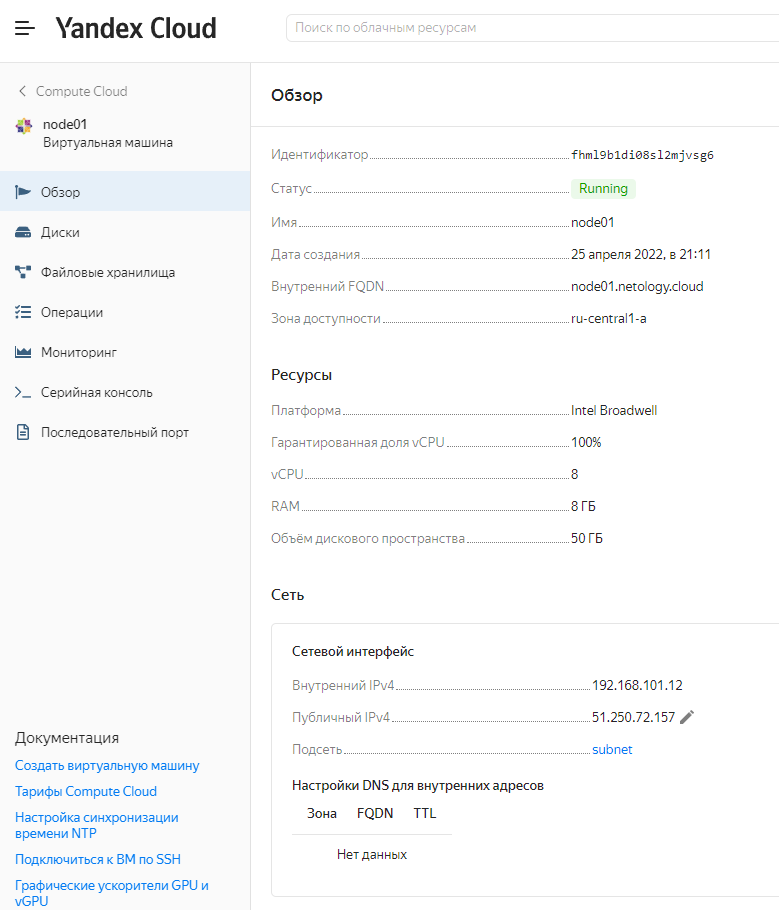 Yandex Cloud
Поиск по облачным ресурсам
Compute Cloud
node01
Виртуальная машина
Обзор
Диски
Файловые хранилища
Операции
Мониторинг
Серийная консоль
Последовательный порт
Документация
Создать виртуальную машину
Тарифы Compute Cloud
Настройка синхронизации
времени NTP
Подключиться к ВМ по SSH
Графические ускорители GPU и
vGPU
Обзор
Идентификатор fhml9b1di08sl2mjvsg6
Статус Running
Имя node01
Дата создания 25 апреля 2022, в 21:11
Внутренний FQDN node01.netology.cloud
Зона доступности ru-central1-a
Ресурсы
Платформа Intel Broadwell
Гарантированная доля vCPU 100%
vCPU 8
RAM 8 ГБ
Объём дискового пространства 50 ГБ
Сеть
Сетевой интерфейс
Внутренний IPv4 192.168.101.12
Публичный IPv4 51.250.72.157
Подсеть subnet
Настройки DNS для внутренних адресов
Зона FQDN TTL
Нет данных